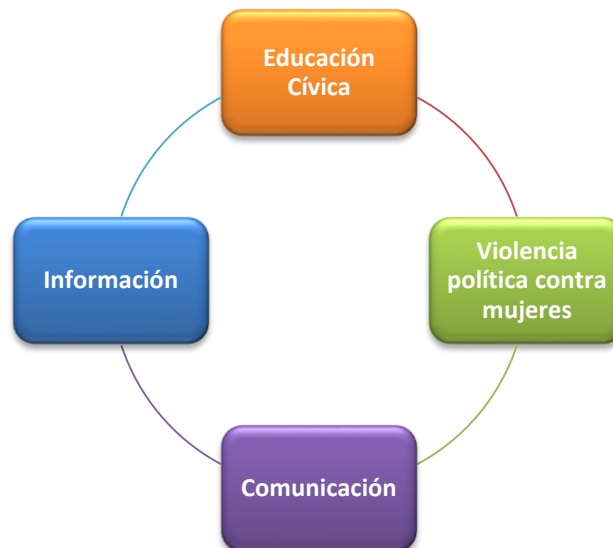 Educación
Cívica
Información
Violencia
política contra
mujeres
Comunicación